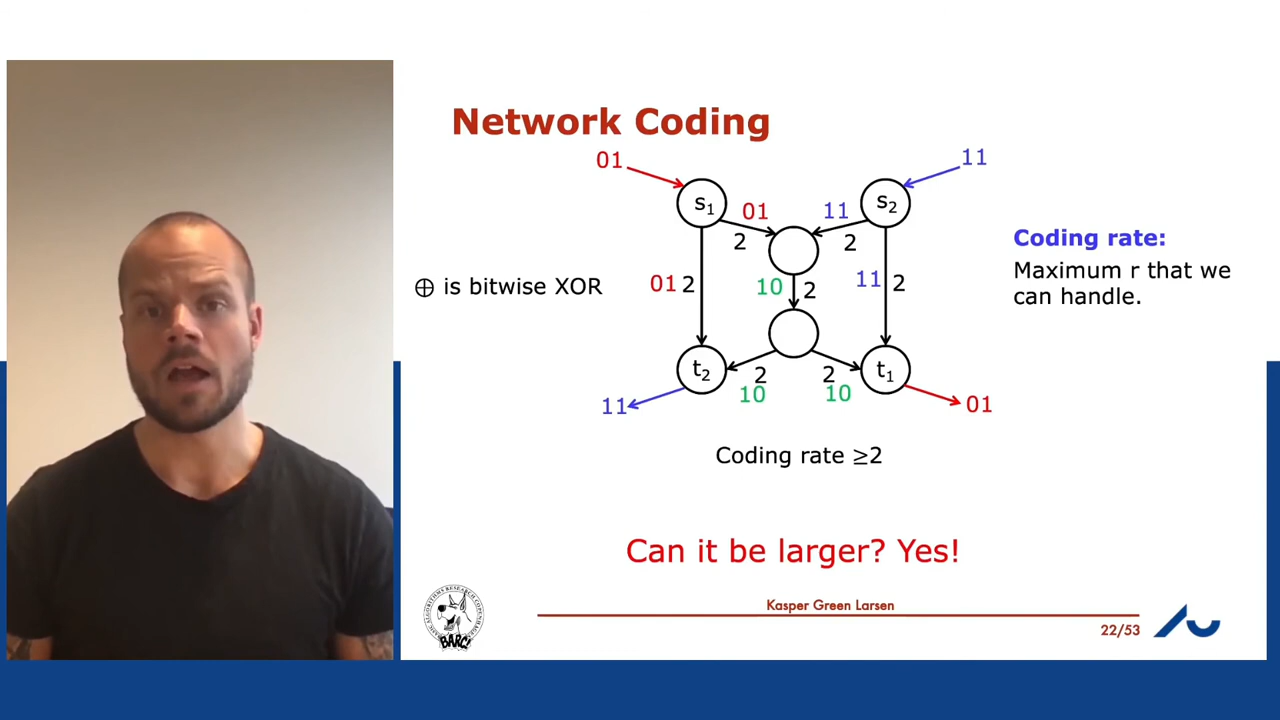 Network Coding
01
11
s1
01
11
s2
2
2
Coding rate:
Maximum r that we
can handle.
⊕ is bitwise XOR
01 2
10
2
11 2
t2
2
2
t1
10
10
11
01
Coding rate ≥2
Can it be larger? Yes!
BARC!
Kasper Green Larsen
22/53